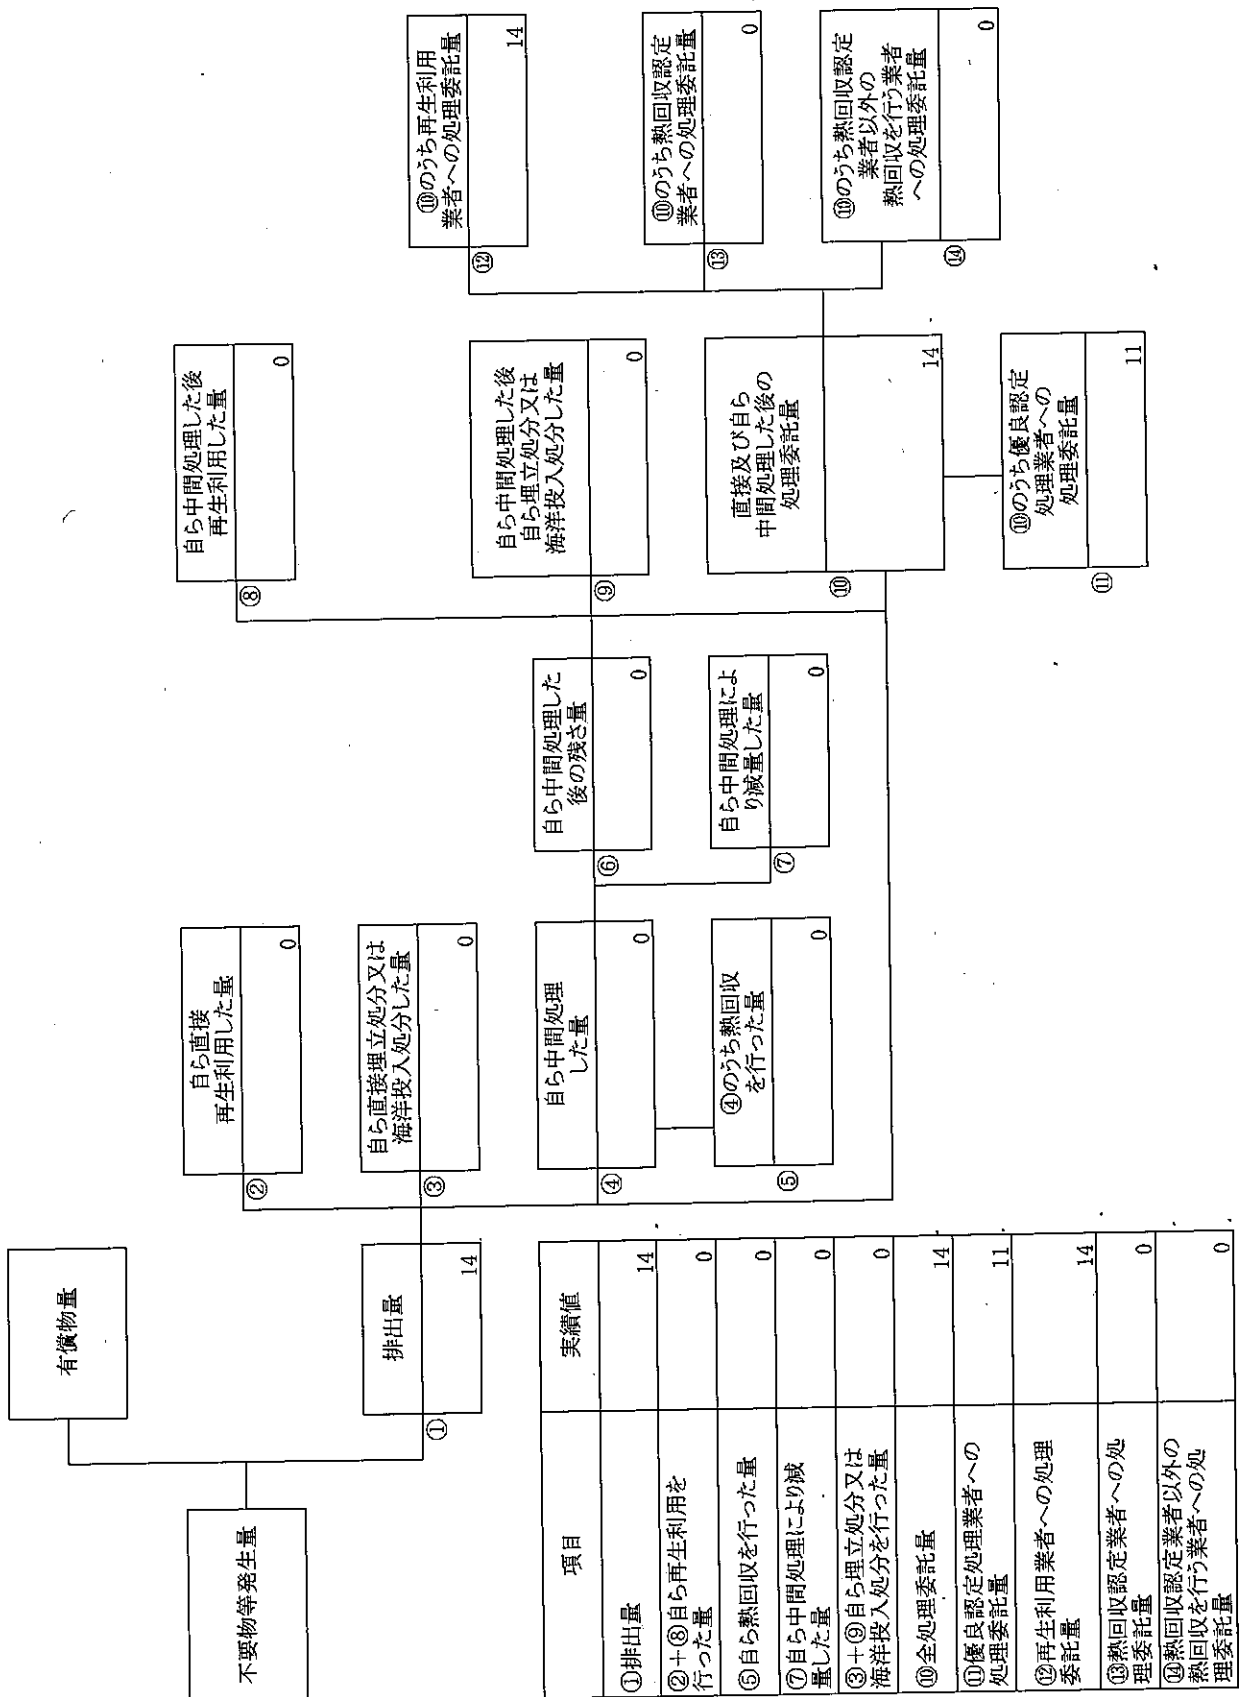 不要物等発生量
有償物量
排出量
①
14
自ら直接
再生利用した量
②
0
自ら直接埋立処分又は
海洋投入処分した量
③
0
自ら中間処理
した量
④
0
④のうち熱回収
を行った量
⑤
0
自ら中間処理した
後の残さ量
⑥
0
自ら中間処理によ
り減量した量
⑦
0
自ら中間処理した後
再生利用した量
⑧
0
自ら中間処理した後
自ら埋立処分又は
海洋投入処分した量
⑨
0
直接及び自ら
中間処理した後の
処理委託量
⑩
14
⑩のうち優良認定
処理業者への
処理委託量
⑪
11
⑩のうち再生利用
業者への処理委託量
⑫
14
⑩のうち熱回収認定
業者への処理委託量
⑬
0
⑩のうち熱回収認定
業者以外の
熱回収を行う業者
への処理委託量
⑭
0
項目 実績値
①排出量 14
②+⑧自ら再生利用を
行った量 0
⑤自ら熱回収を行った量 0
⑦自ら中間処理により減
量した量 0
③+⑨自ら埋立処分又は
海洋投入処分を行った量 0
⑩全処理委託量 14
⑪優良認定処理業者への
処理委託量 11
⑫再生利用業者への処理
委託量 14
⑬熱回収認定業者への処
理委託量 0
⑭熱回収認定業者以外の
熱回収を行う業者への処
理委託量 0